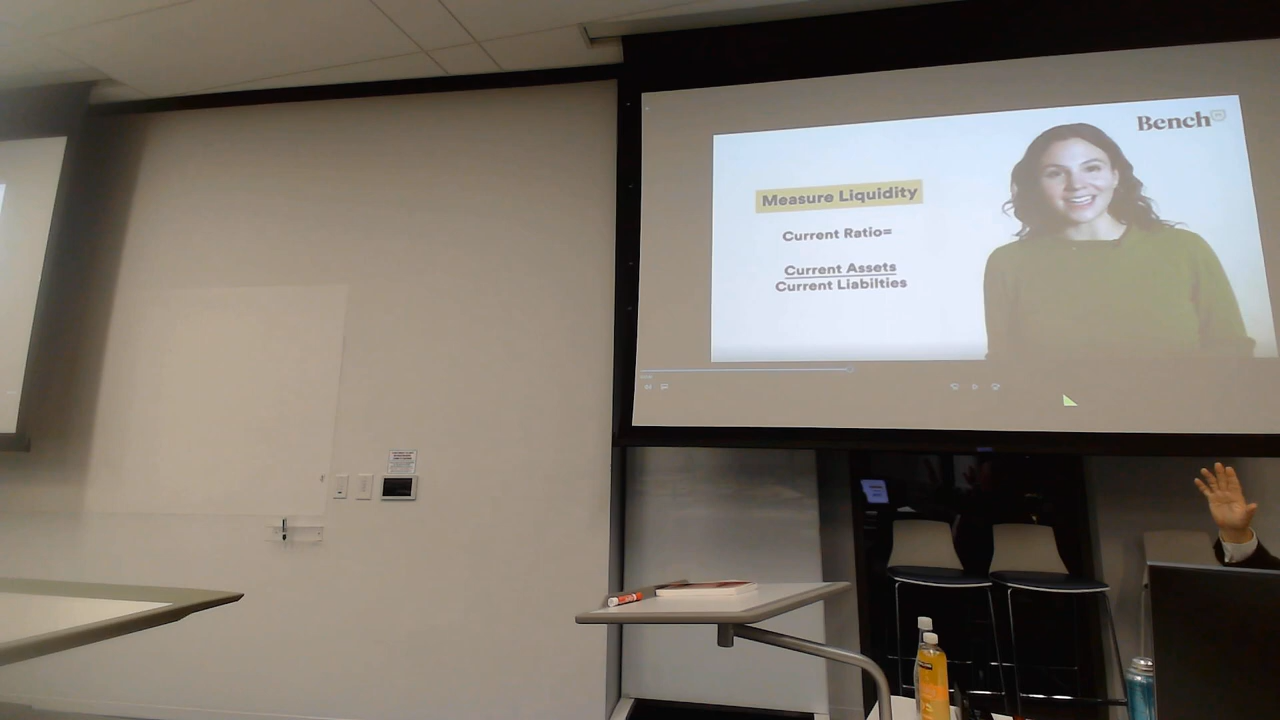 Bench
Measure Liquidity
Current Ratio=
Current Assets
Current Liabilties